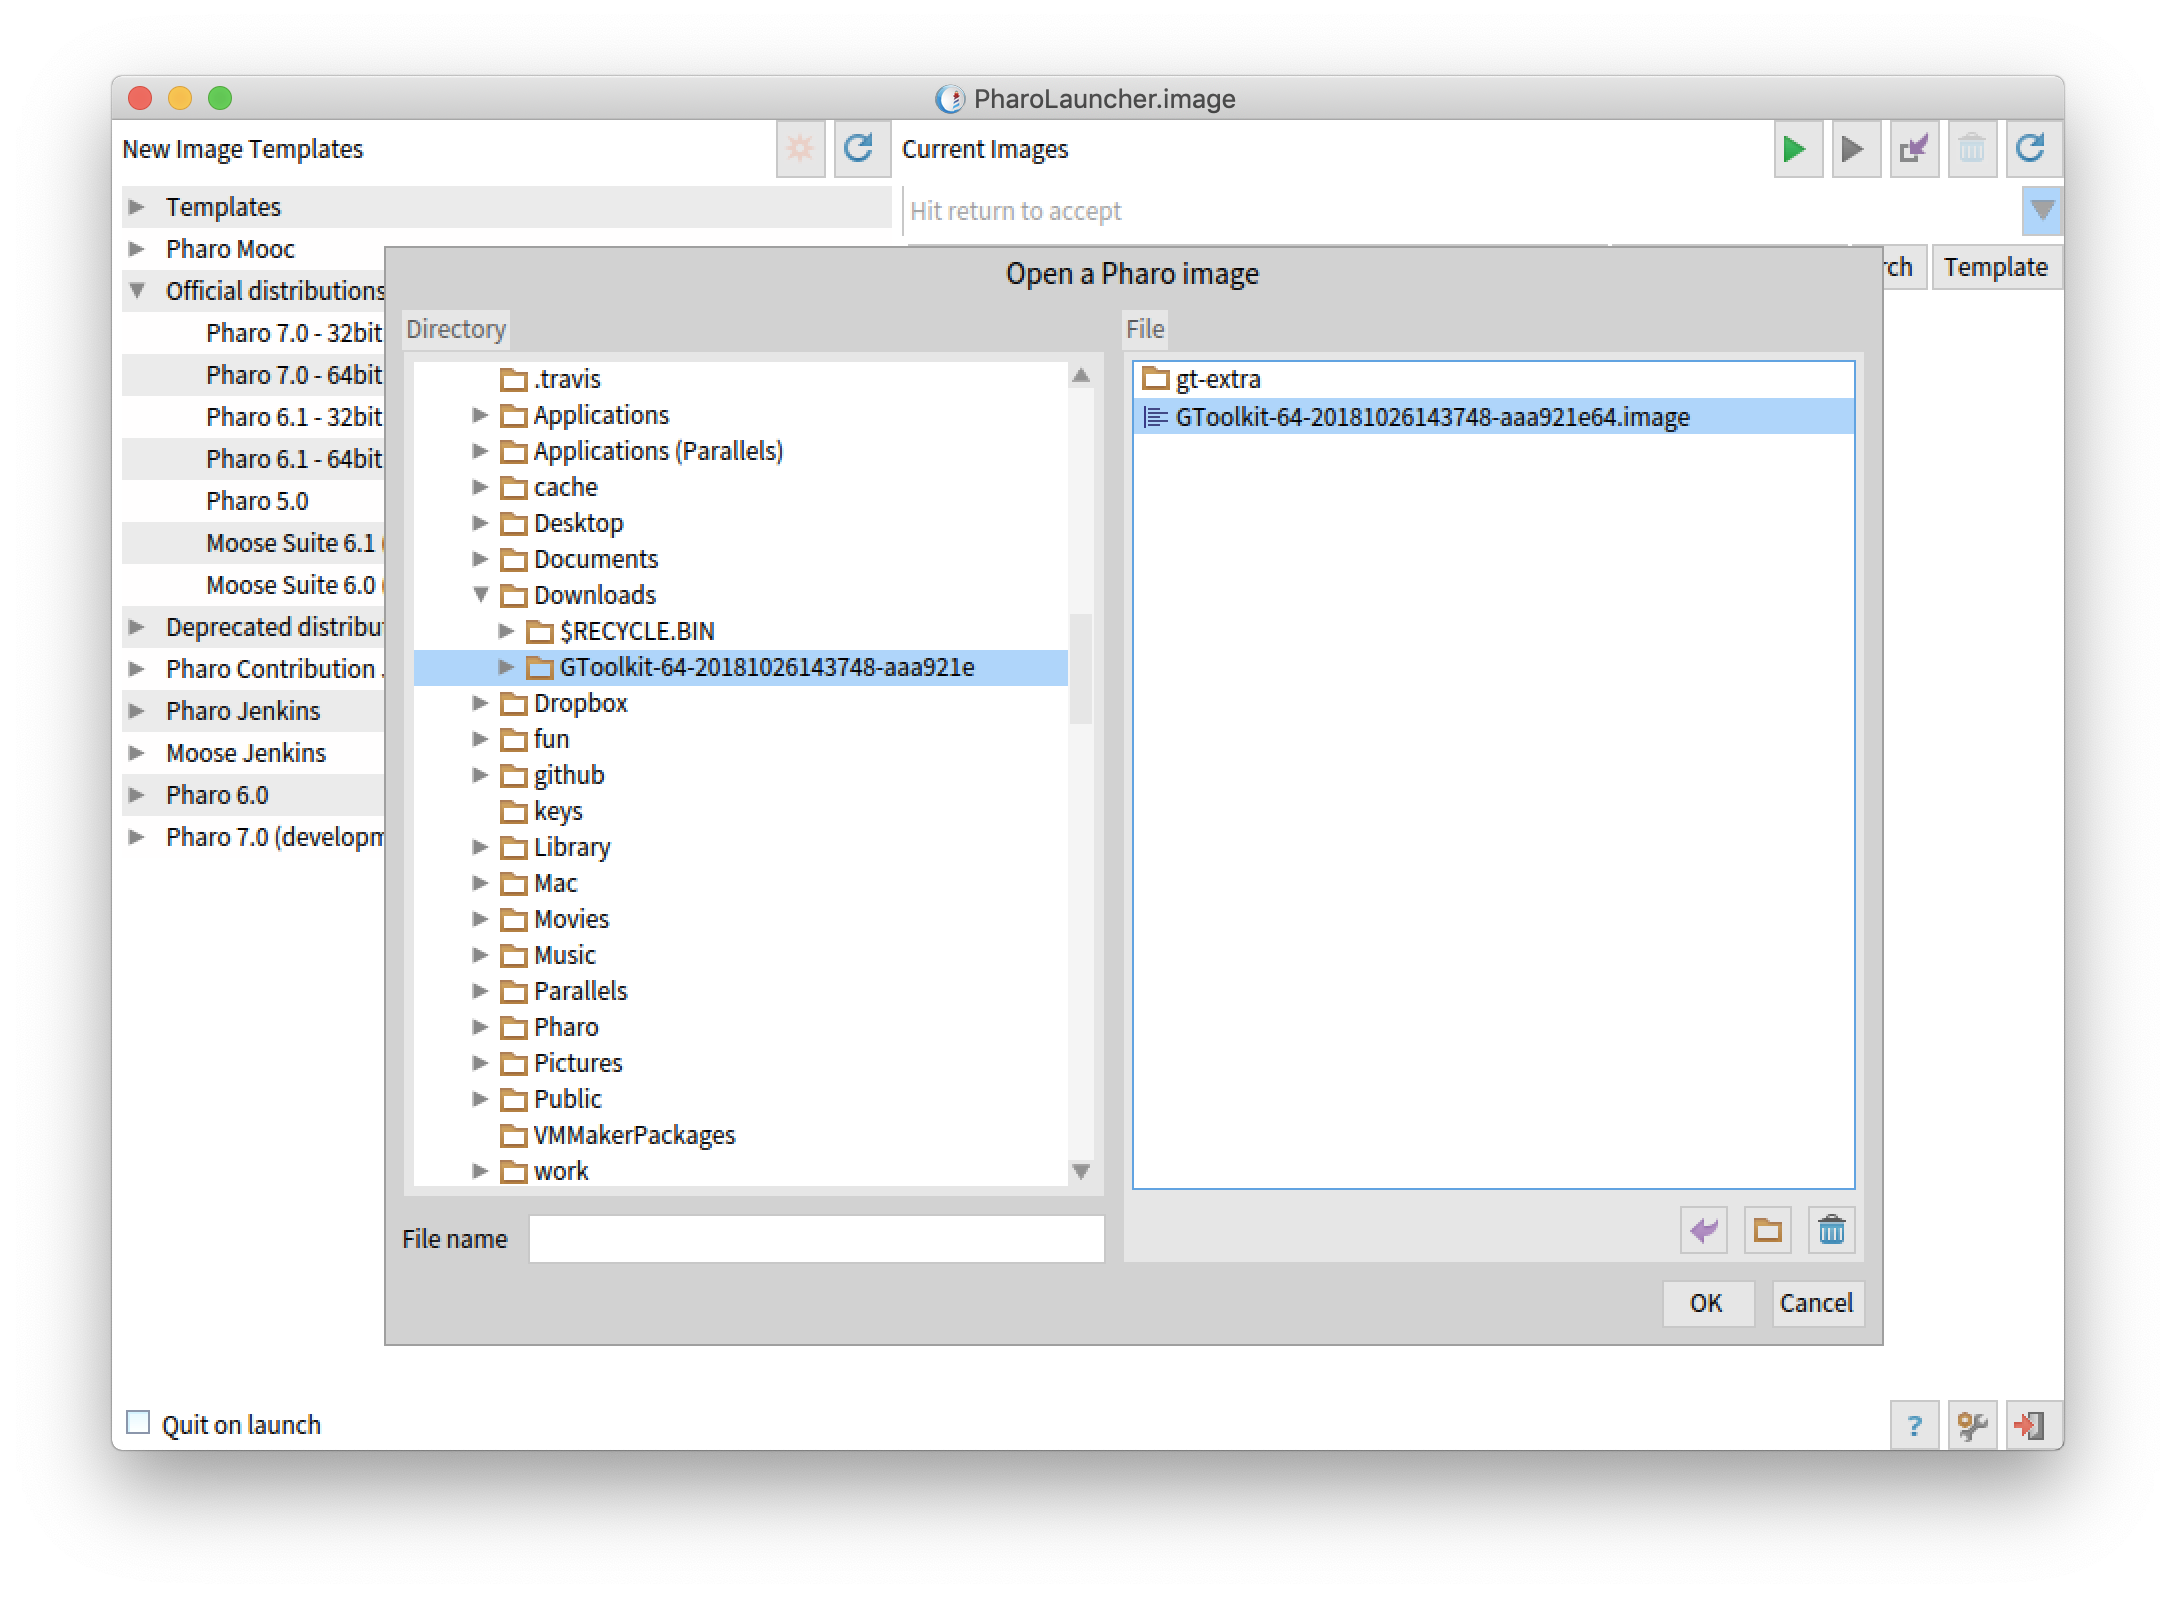 PharoLauncher.image
New Image Templates
Current Images
Hit return to accept
Templates
Pharo Mooc
Official distributions
Pharo 7.0 - 32bit
Pharo 7.0 - 64bit
Pharo 6.1 - 32bit
Pharo 6.1 - 64bit
Pharo 5.0
Moose Suite 6.1
Moose Suite 6.0
Deprecated distribu
Pharo Contribution
Pharo Jenkins
Moose Jenkins
Pharo 6.0
Pharo 7.0 (developm
rch
Template
Open a Pharo image
Directory
.travis
Applications
Applications (Parallels)
cache
Desktop
Documents
Downloads
$RECYCLE.BIN
GToolkit-64-20181026143748-aaa921e
Dropbox
fun
github
keys
Library
Mac
Movies
Music
Parallels
Pharo
Pictures
Public
VMMakerPackages
work
File
gt-extra
GToolkit-64-20181026143748-aaa921e64.image
File name
OK
Cancel
Quit on launch
?